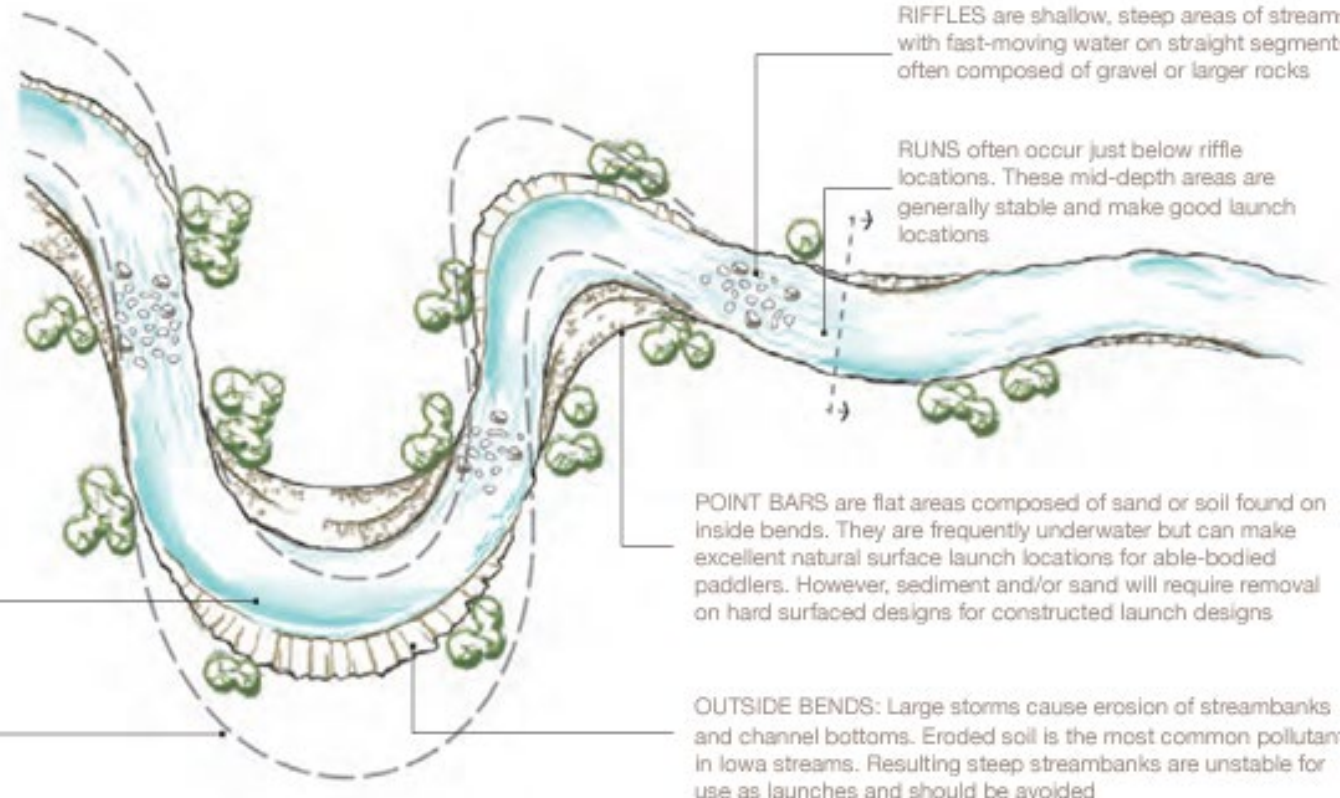 RIFFLES are shallow, steep areas of stream
with fast-moving water on straight segment
often composed of gravel or larger rocks
RUNS often occur just below riffle
locations. These mid-depth areas are
generally stable and make good launch
locations
POINT BARS are flat areas composed of sand or soil found on
inside bends. They are frequently underwater but can make
excellent natural surface launch locations for able-bodied
paddlers. However, sediment and/or sand will require removal
on hard surfaced designs for constructed launch designs
OUTSIDE BENDS: Large storms cause erosion of streambanks
and channel bottoms. Eroded soil is the most common pollutant
in Iowa streams. Resulting steep streambanks are unstable for
use as launches and should be avoided